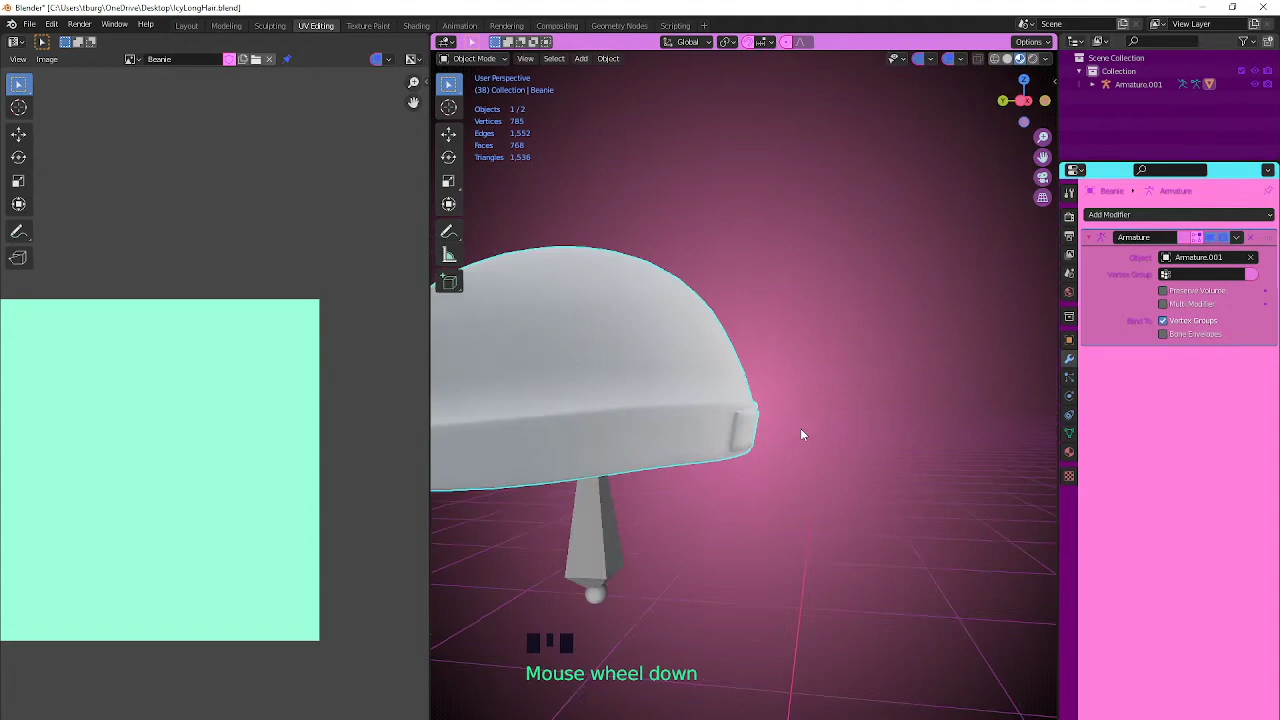 Blender* [C:\Users\tburg\OneDrive\Desktop\IcyLongHair.blend]
File Edit Render Window Help Layout Modeling Sculpting UV Editing Texture Paint Shading Animation Rendering Compositing Geometry Nodes Scripting + Scene View Layer
Global Options
View Image Beanie Object Mode View Select Add Object
Scene Collection
Collection
Armature.001
User Perspective
(38) Collection | Beanie
Objects 1 / 2
Vertices 785
Edges 1,552
Faces 768
Triangles 1,536
Z
Y X
Beanie > Armature
Add Modifier
Armature
Object Armature.001
Vertex Group
Preserve Volume
Multi Modifier
Bind To Vertex Groups
Bone Envelopes
Mouse wheel down